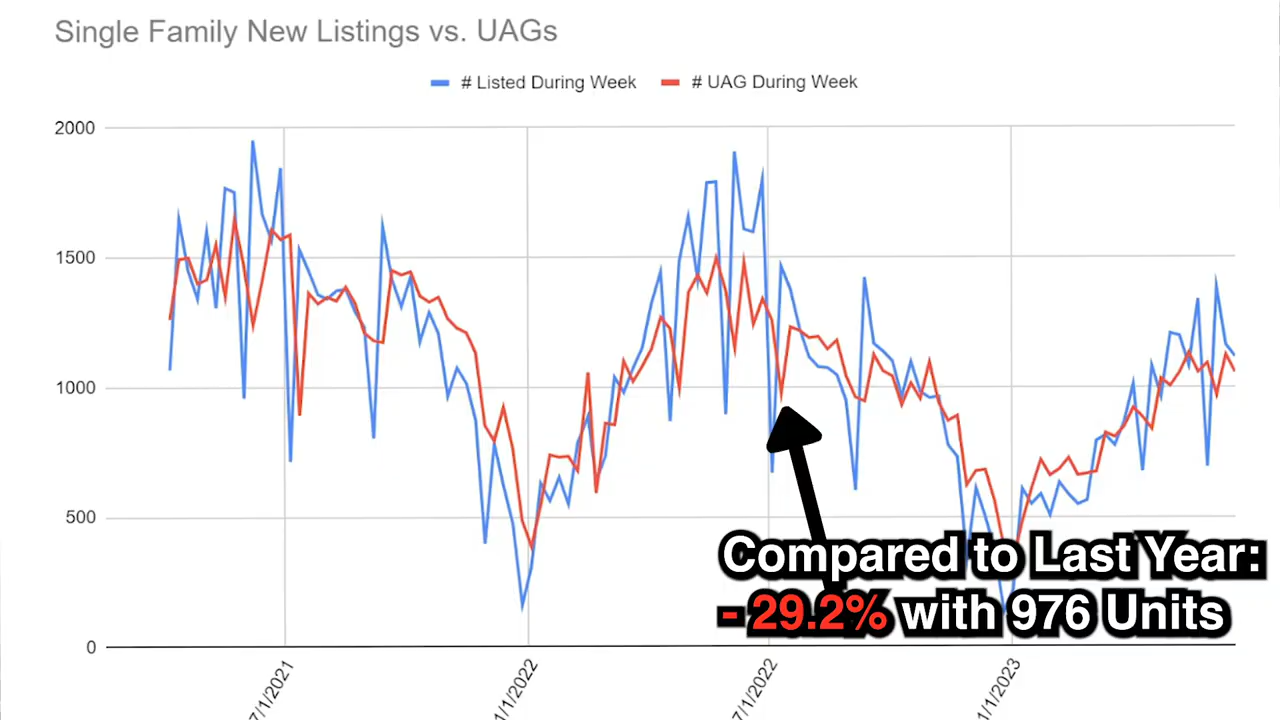 Single Family New Listings vs. UAGs
# Listed During Week # UAG During Week
2000
1500
1000
500
0
7/1/2021
1/1/2022
7/1/2022
1/1/2023
Compared to Last Year:
- 29.2% with 976 Units